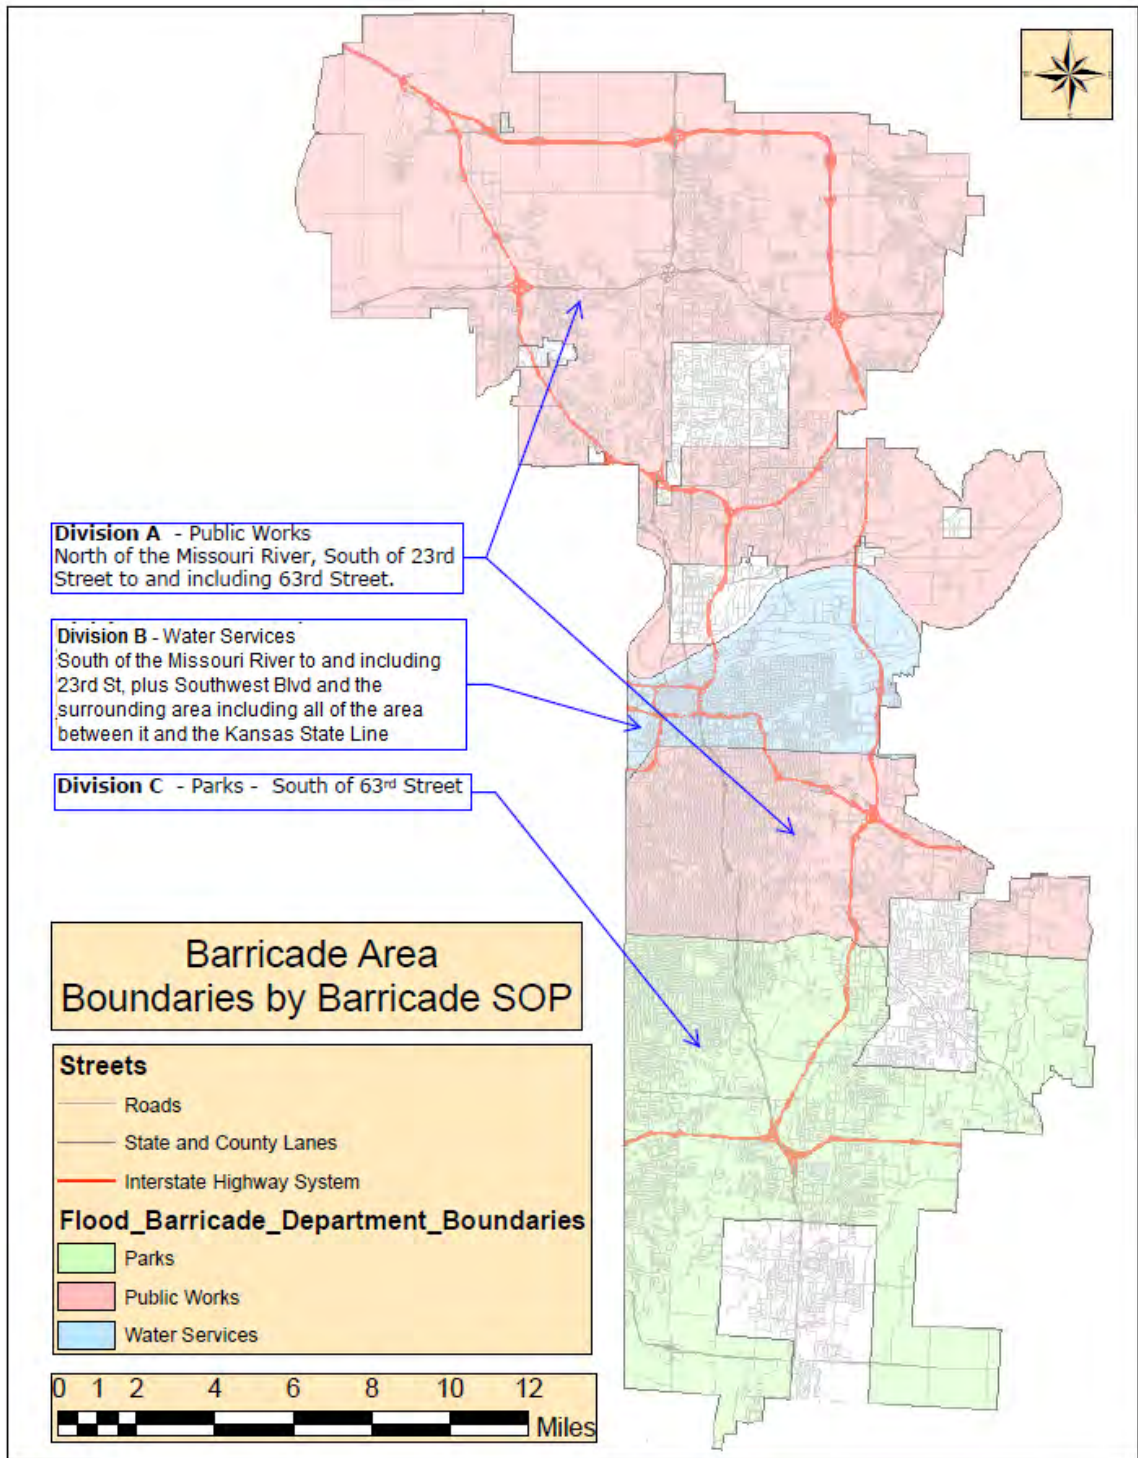 Division A - Public Works
North of the Missouri River, South of 23rd
Street to and including 63rd Street.
Division B - Water Services
South of the Missouri River to and including
23rd St, plus Southwest Blvd and the
surrounding area including all of the area
between it and the Kansas State Line
Division C - Parks - South of 63rd Street
Barricade Area
Boundaries by Barricade SOP
Streets
Roads
State and County Lanes
Interstate Highway System
Flood_Barricade_Department_Boundaries
Parks
Public Works
Water Services
0 1 2 4 6 8 10 12
Miles